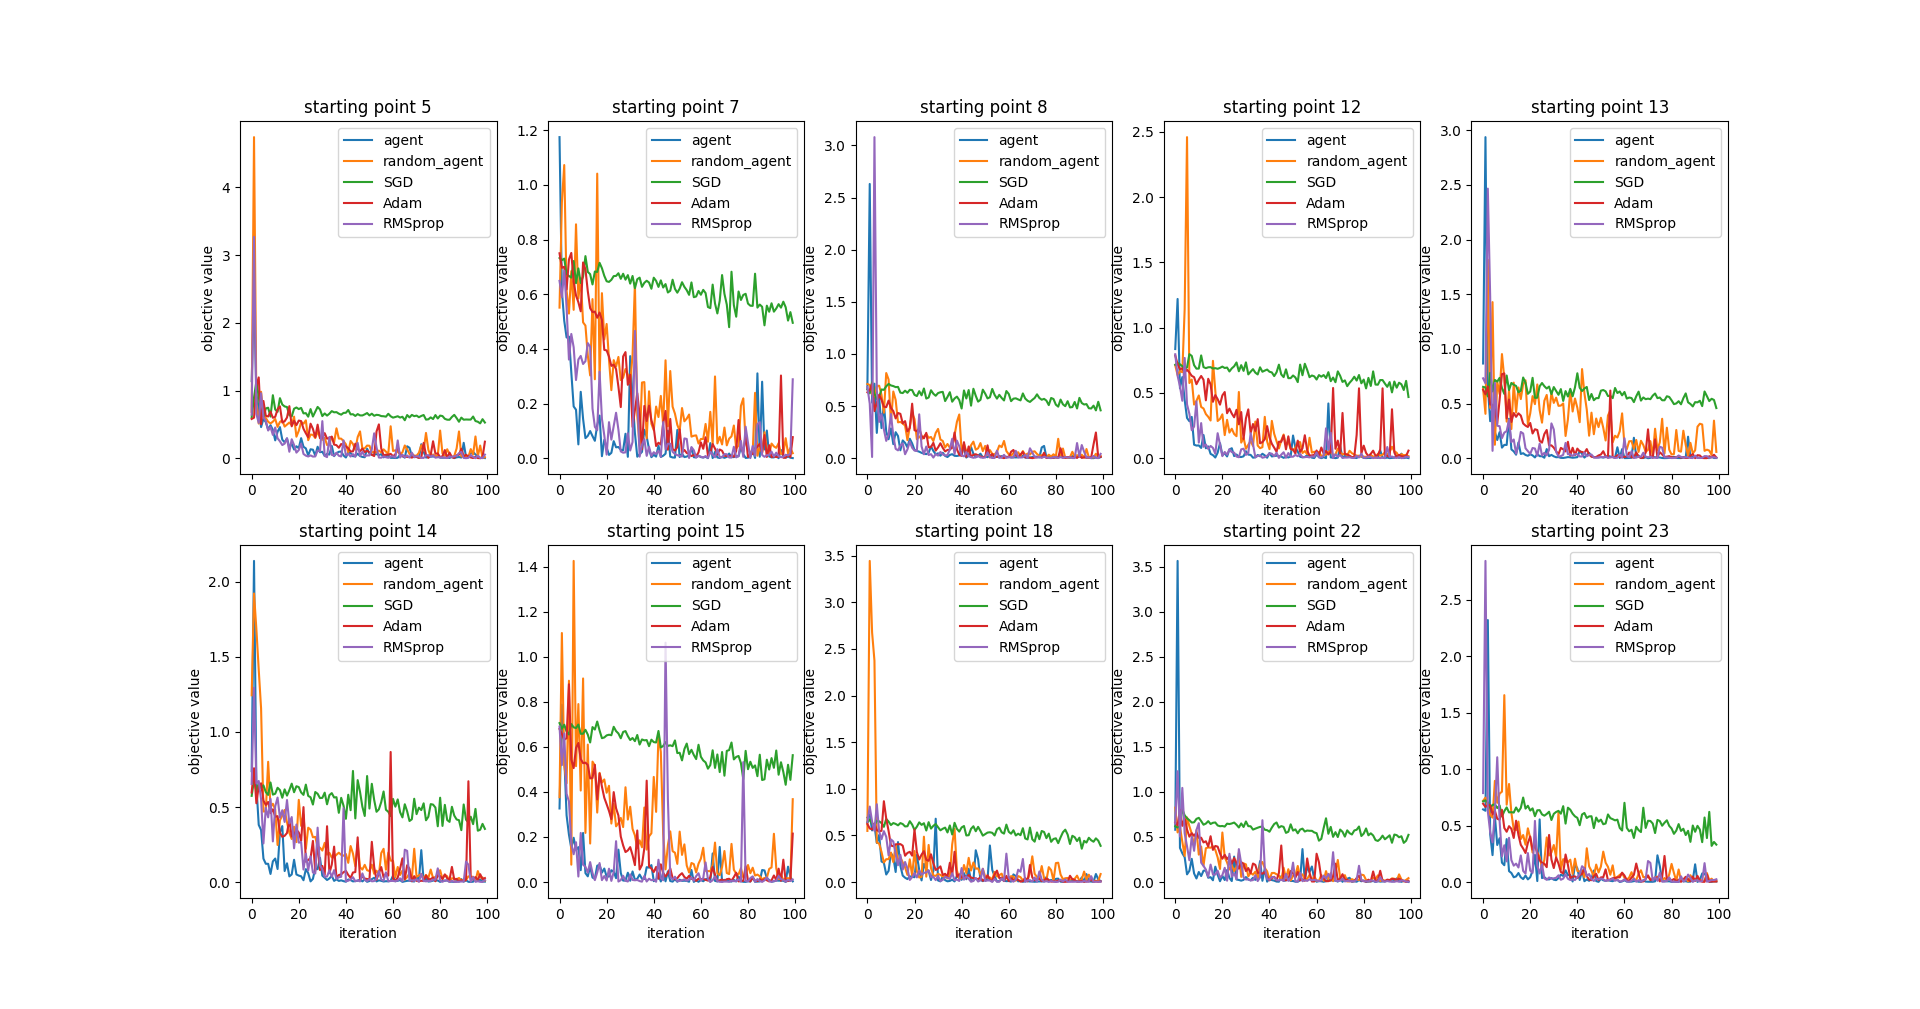 starting point 5
objective value
4
3
2
1
0
agent
random_agent
SGD
Adam
RMSprop
0 20 40 60 80 100
iteration
starting point 7
objective value
1.2
1.0
0.8
0.6
0.4
0.2
0.0
agent
random_agent
SGD
Adam
RMSprop
0 20 40 60 80 100
iteration
starting point 8
objective value
3.0
2.5
2.0
1.5
1.0
0.5
0.0
agent
random_agent
SGD
Adam
RMSprop
0 20 40 60 80 100
iteration
starting point 12
objective value
2.5
2.0
1.5
1.0
0.5
0.0
agent
random_agent
SGD
Adam
RMSprop
0 20 40 60 80 100
iteration
starting point 13
objective value
3.0
2.5
2.0
1.5
1.0
0.5
0.0
agent
random_agent
SGD
Adam
RMSprop
0 20 40 60 80 100
iteration
starting point 14
objective value
2.0
1.5
1.0
0.5
0.0
agent
random_agent
SGD
Adam
RMSprop
0 20 40 60 80 100
iteration
starting point 15
objective value
1.4
1.2
1.0
0.8
0.6
0.4
0.2
0.0
agent
random_agent
SGD
Adam
RMSprop
0 20 40 60 80 100
iteration
starting point 18
objective value
3.5
3.0
2.5
2.0
1.5
1.0
0.5
0.0
agent
random_agent
SGD
Adam
RMSprop
0 20 40 60 80 100
iteration
starting point 22
objective value
3.5
3.0
2.5
2.0
1.5
1.0
0.5
0.0
agent
random_agent
SGD
Adam
RMSprop
0 20 40 60 80 100
iteration
starting point 23
objective value
2.5
2.0
1.5
1.0
0.5
0.0
agent
random_agent
SGD
Adam
RMSprop
0 20 40 60 80 100
iteration